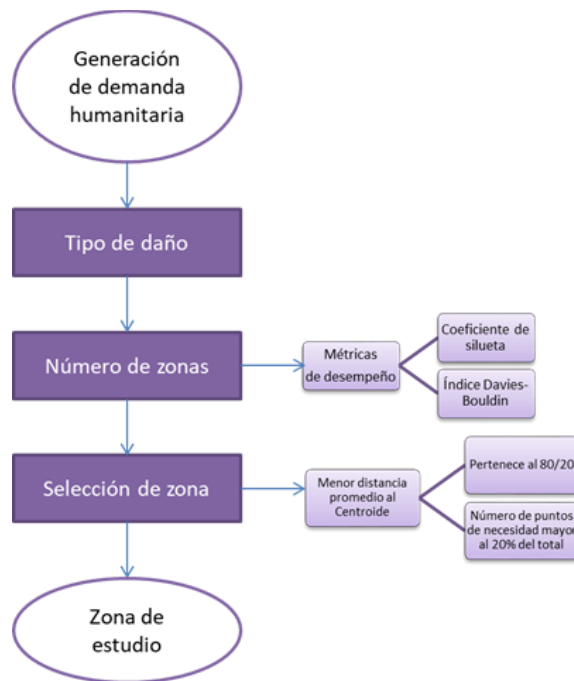 Generación
de demanda
humanitaria
Tipo de daño
Número de zonas
Métricas
de desempeño
Coeficiente de
silueta
Índice Davies-
Bouldin
Selección de zona
Menor distancia
promedio al
Centroide
Pertenece al 80/20
Número de puntos
de necesidad mayor
al 20% del total
Zona de
estudio